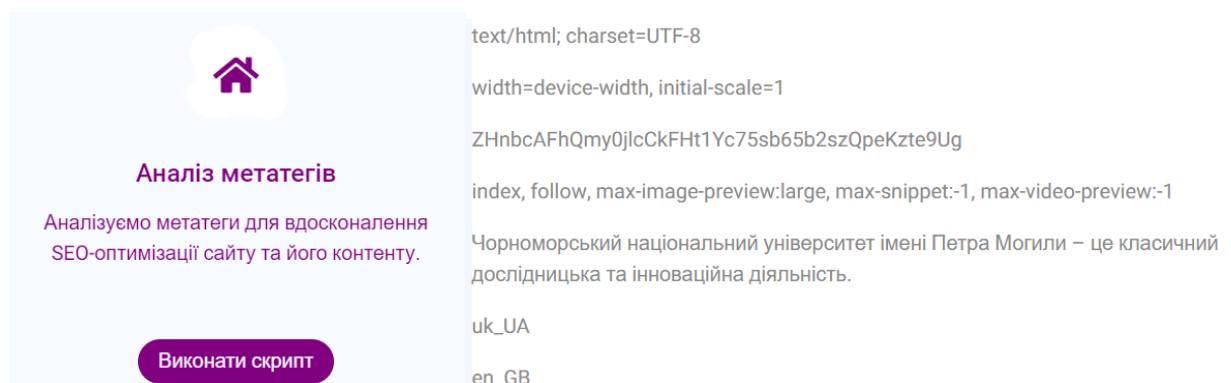 Аналіз метатегів
Аналізуємо метатеги для вдосконалення
SEO-оптимізації сайту та його контенту.
Виконати скрипт
text/html; charset=UTF-8
width=device-width, initial-scale=1
ZHnbcAFhQmy0jlcCkFHt1Yc75sb65b2szQpeKzte9Ug
index, follow, max-image-preview:large, max-snippet:-1, max-video-preview:-1
Чорноморський національний університет імені Петра Могили – це класичний
дослідницька та інноваційна діяльність.
uk_UA
en_GB